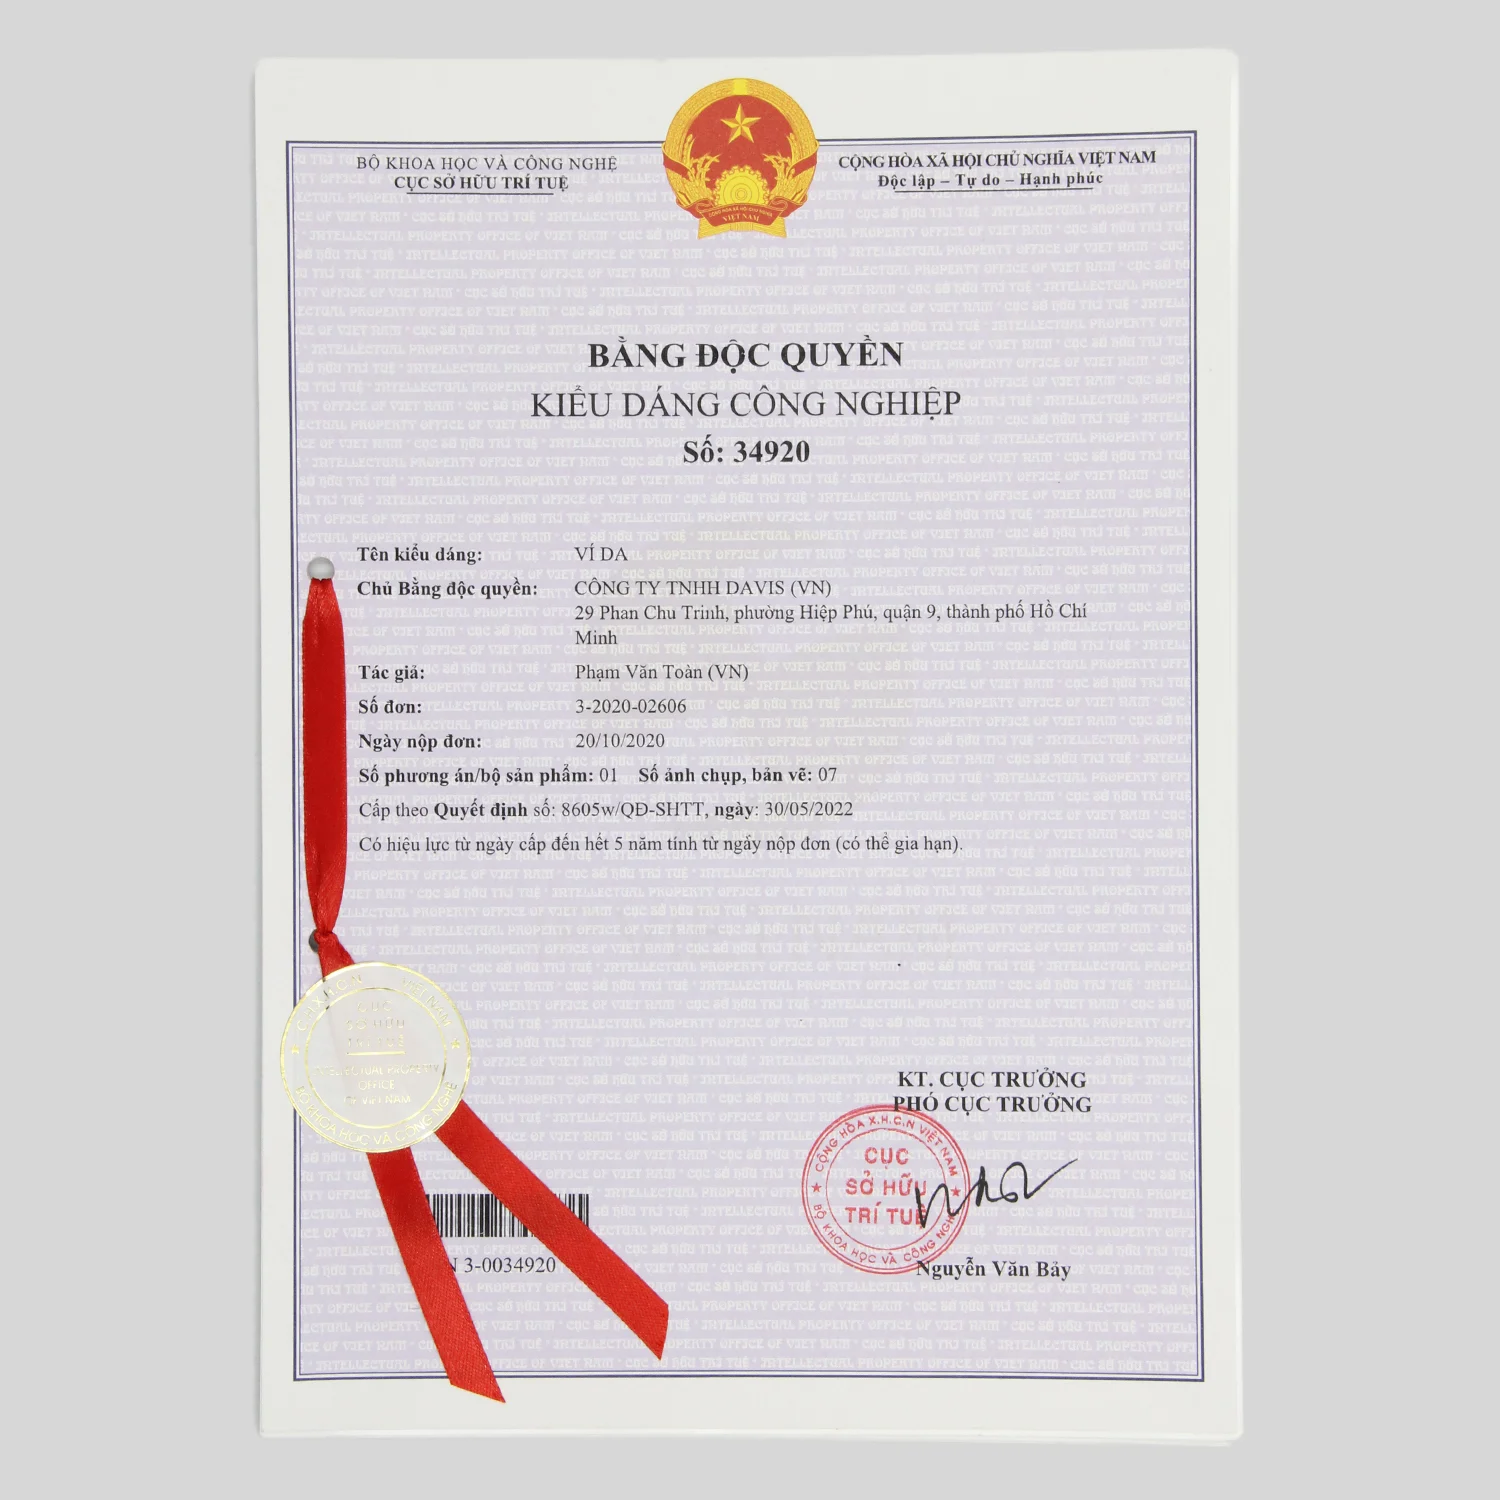 BỘ KHOA HỌC VÀ CÔNG NGHỆ
CỤC SỞ HỮU TRÍ TUỆ
CỘNG HÒA XÃ HỘI CHỦ NGHĨA VIỆT NAM
Độc lập – Tự do – Hạnh phúc
VIỆT NAM
BẰNG ĐỘC QUYỀN
KIỂU DÁNG CÔNG NGHIỆP
Số: 34920
Tên kiểu dáng: VÍ DA
Chủ Bằng độc quyền: CÔNG TY TNHH DAVIS (VN)
29 Phan Chu Trinh, phường Hiệp Phú, quận 9, thành phố Hồ Chí
Minh
Tác giả: Phạm Văn Toàn (VN)
Số đơn: 3-2020-02606
Ngày nộp đơn: 20/10/2020
Số phương án/bộ sản phẩm: 01 Số ảnh chụp, bản vẽ: 07
Cấp theo Quyết định số: 8605w/QĐ-SHTT, ngày: 30/05/2022
Có hiệu lực từ ngày cấp đến hết 5 năm tính từ ngày nộp đơn (có thể gia hạn).
C.H.X.H.C.N VIỆT NAM
CỤC
SỞ HỮU
TRÍ TUỆ
INTELLECTUAL PROPERTY
OFFICE
OF VIET NAM
BỘ KHOA HỌC VÀ CÔNG NGHỆ
KT. CỤC TRƯỞNG
PHÓ CỤC TRƯỞNG
CỘNG HÒA X.H.C.N VIỆT NAM
CỤC
SỞ HỮU
TRÍ TUỆ
BỘ KHOA HỌC VÀ CÔNG NGHỆ
Nguyễn Văn Bảy
N 3-0034920